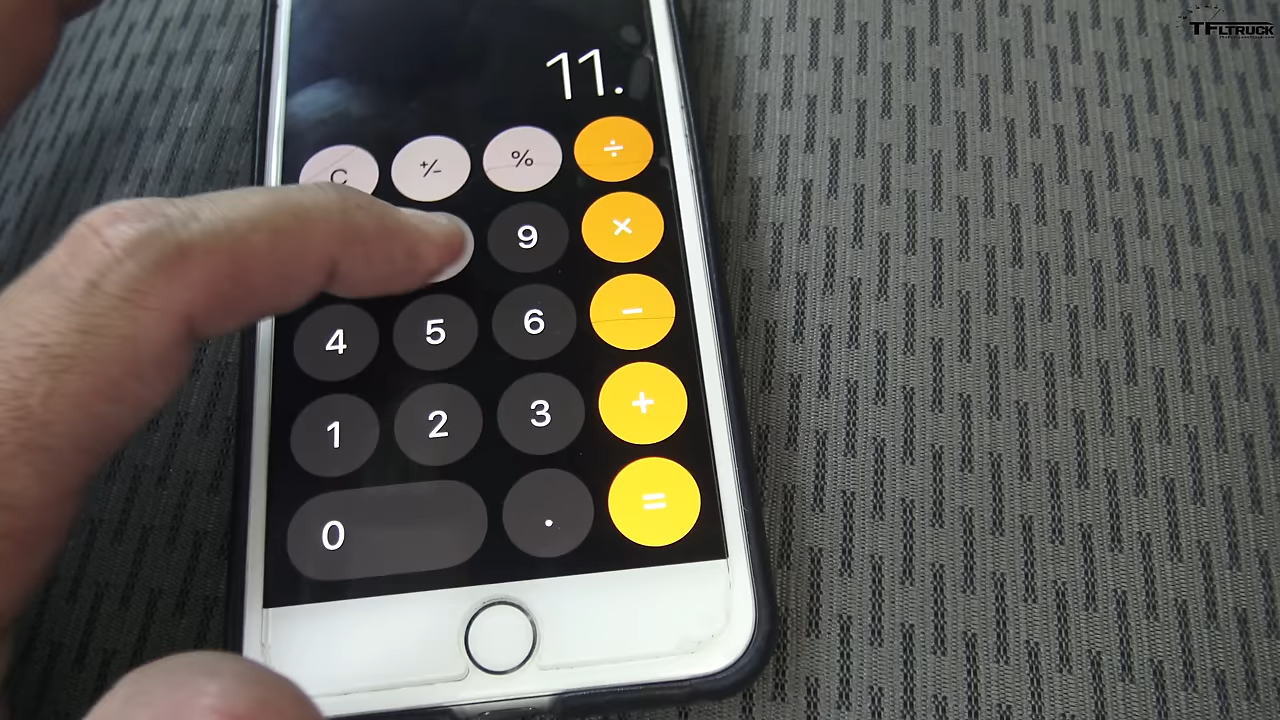 TFLTRUCK
11.
C +/- % ÷
9 ×
4 5 6 −
1 2 3 +
0 . =